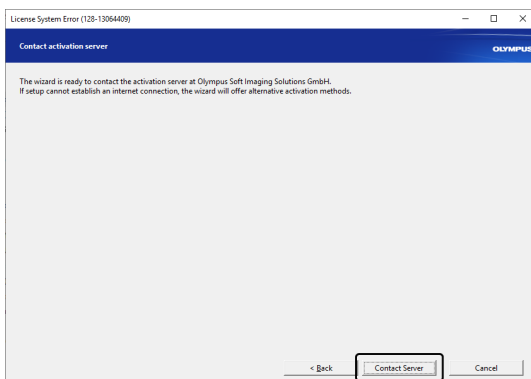 License System Error (128-13064409)
Contact activation server
OLYMPUS
The wizard is ready to contact the activation server at Olympus Soft Imaging Solutions GmbH.
If setup cannot establish an internet connection, the wizard will offer alternative activation methods.
< Back
Contact Server
Cancel